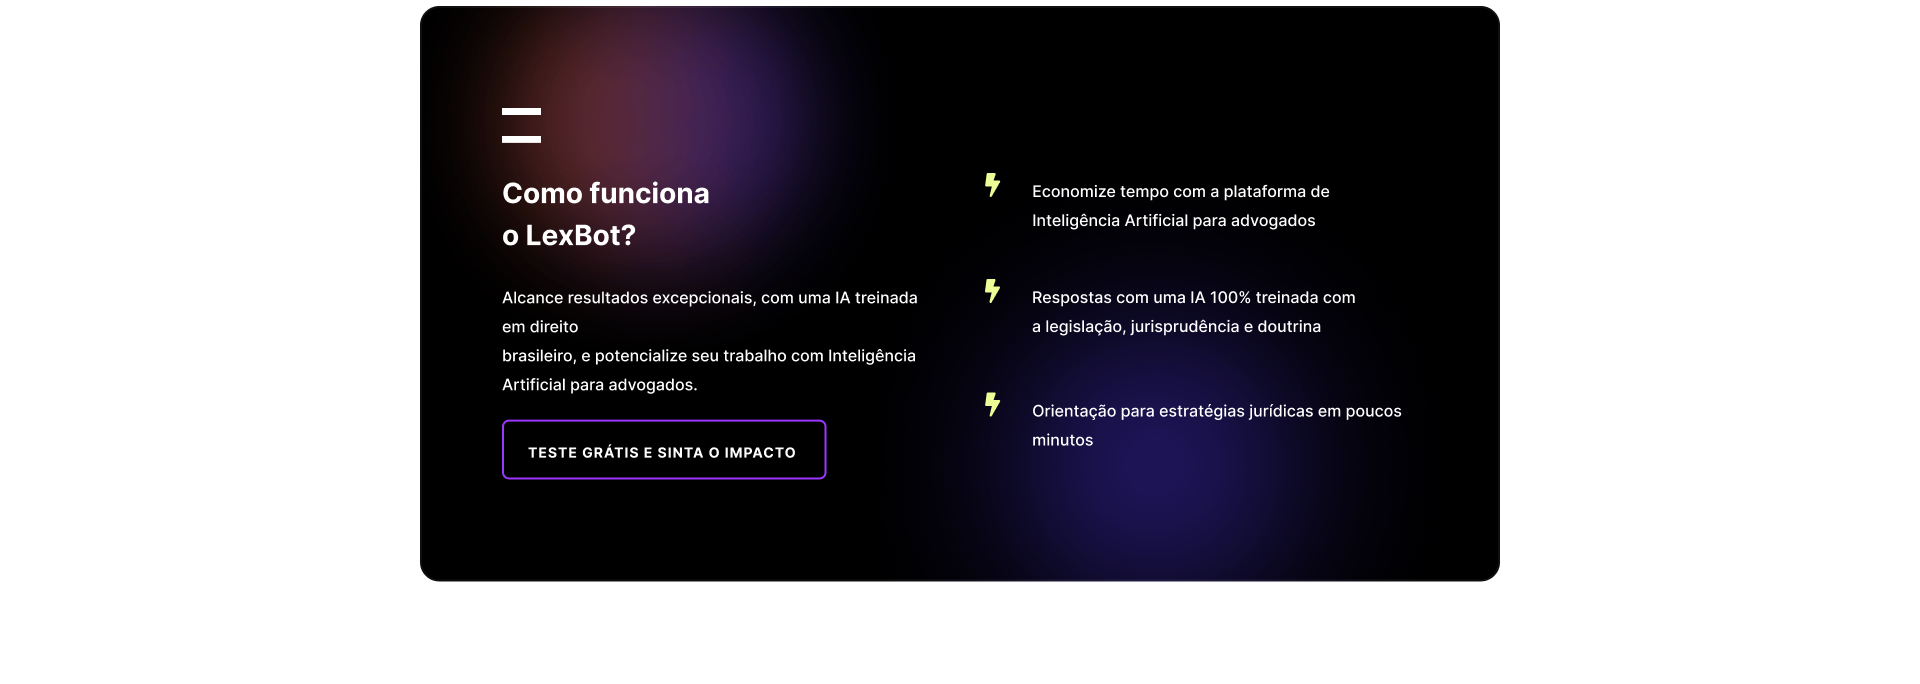 Como funciona
o LexBot?
Alcance resultados excepcionais, com uma IA treinada
em direito
brasileiro, e potencialize seu trabalho com Inteligência
Artificial para advogados.
TESTE GRÁTIS E SINTA O IMPACTO
Economize tempo com a plataforma de
Inteligência Artificial para advogados
Respostas com uma IA 100% treinada com
a legislação, jurisprudência e doutrina
Orientação para estratégias jurídicas em poucos
minutos